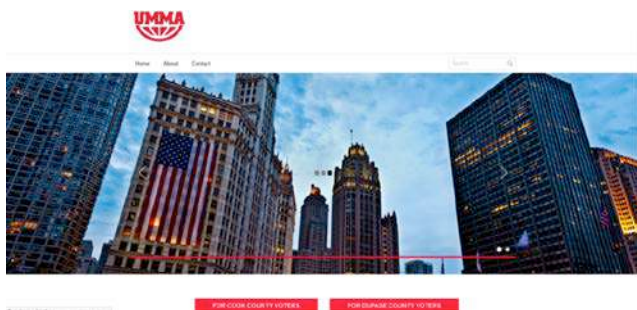 UMMA
Home About Contact
Search
FOR COOK COUNTY VOTERS
FOR DUPAGE COUNTY VOTERS